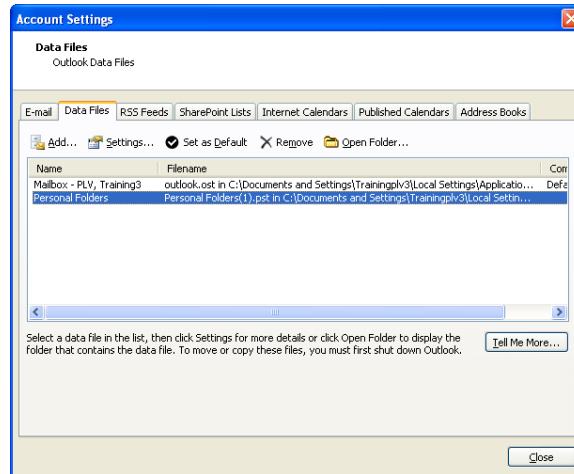 Account Settings
Data Files
Outlook Data Files
E-mail Data Files RSS Feeds SharePoint Lists Internet Calendars Published Calendars Address Books
Add... Settings... Set as Default Remove Open Folder...
Name Filename Com
Mailbox - PLV, Training3 outlook.ost in C:\Documents and Settings\Trainingplv3\Local Settings\Applicatio... Defa
Personal Folders Personal Folders(1).pst in C:\Documents and Settings\Trainingplv3\Local Settin...
Select a data file in the list, then click Settings for more details or click Open Folder to display the
folder that contains the data file. To move or copy these files, you must first shut down Outlook.
Tell Me More...
Close